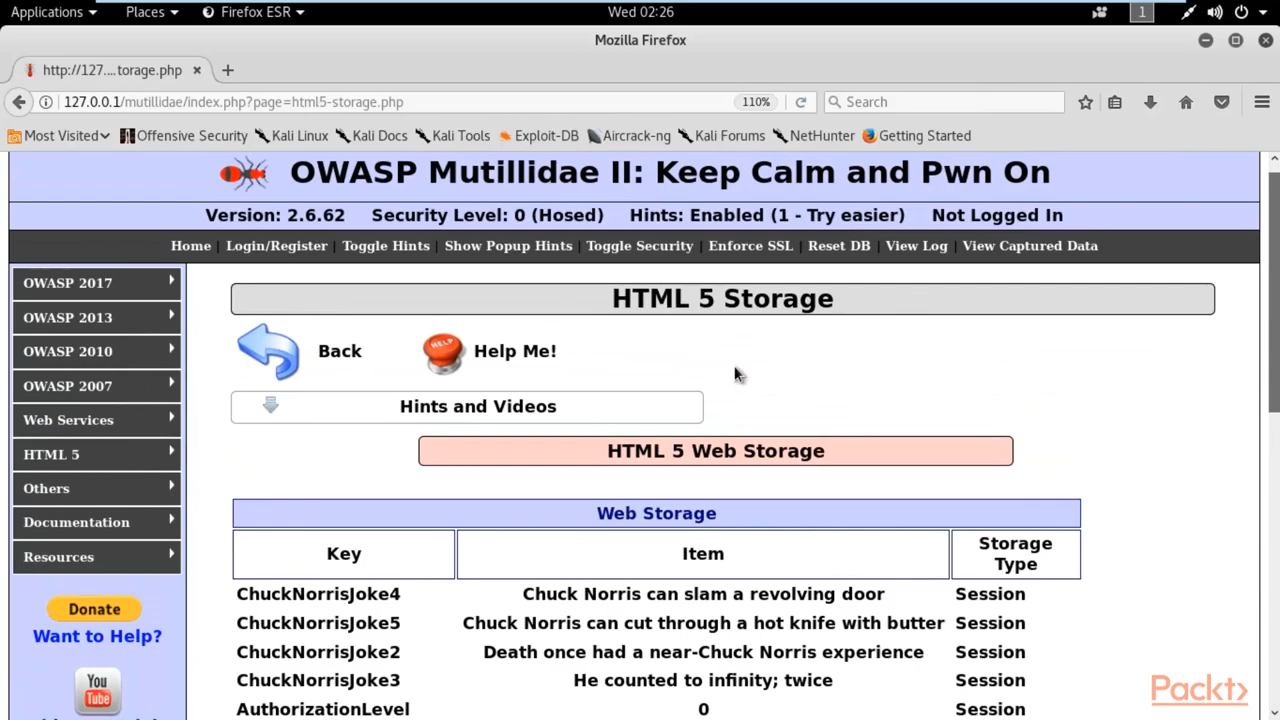 Applications Places Firefox ESR Wed 02:26 1
Mozilla Firefox
http://127....torage.php
127.0.0.1/mutillidae/index.php?page=html5-storage.php 110% Search
Most Visited Offensive Security Kali Linux Kali Docs Kali Tools Exploit-DB Aircrack-ng Kali Forums NetHunter Getting Started
OWASP Mutillidae II: Keep Calm and Pwn On
Version: 2.6.62 Security Level: 0 (Hosed) Hints: Enabled (1 - Try easier) Not Logged In
Home | Login/Register | Toggle Hints | Show Popup Hints | Toggle Security | Enforce SSL | Reset DB | View Log | View Captured Data
OWASP 2017
OWASP 2013
OWASP 2010
OWASP 2007
Web Services
HTML 5
Others
Documentation
Resources
Donate
Want to Help?
You
Tube
HTML 5 Storage
Back HELP Help Me!
Hints and Videos
HTML 5 Web Storage
Web Storage
Key Item Storage Type
ChuckNorrisJoke4 Chuck Norris can slam a revolving door Session
ChuckNorrisJoke5 Chuck Norris can cut through a hot knife with butter Session
ChuckNorrisJoke2 Death once had a near-Chuck Norris experience Session
ChuckNorrisJoke3 He counted to infinity; twice Session
AuthorizationLevel 0 Session
Packt>